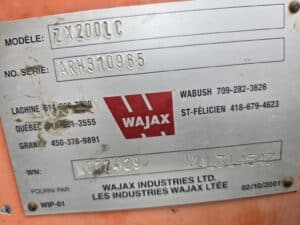 MODÈLE: ZX200LC
NO. SÉRIE: ARH310965
LACHINE
WABUSH 709-282-3626
QUÉBEC
WAJAX
ST-FÉLICIEN 418-679-4623
GRANBY 450-378-9891
WN:
WAJAX INDUSTRIES LTD.
FOURNI PAR: LES INDUSTRIES WAJAX LTÉE
WIP-01
02/10/2001